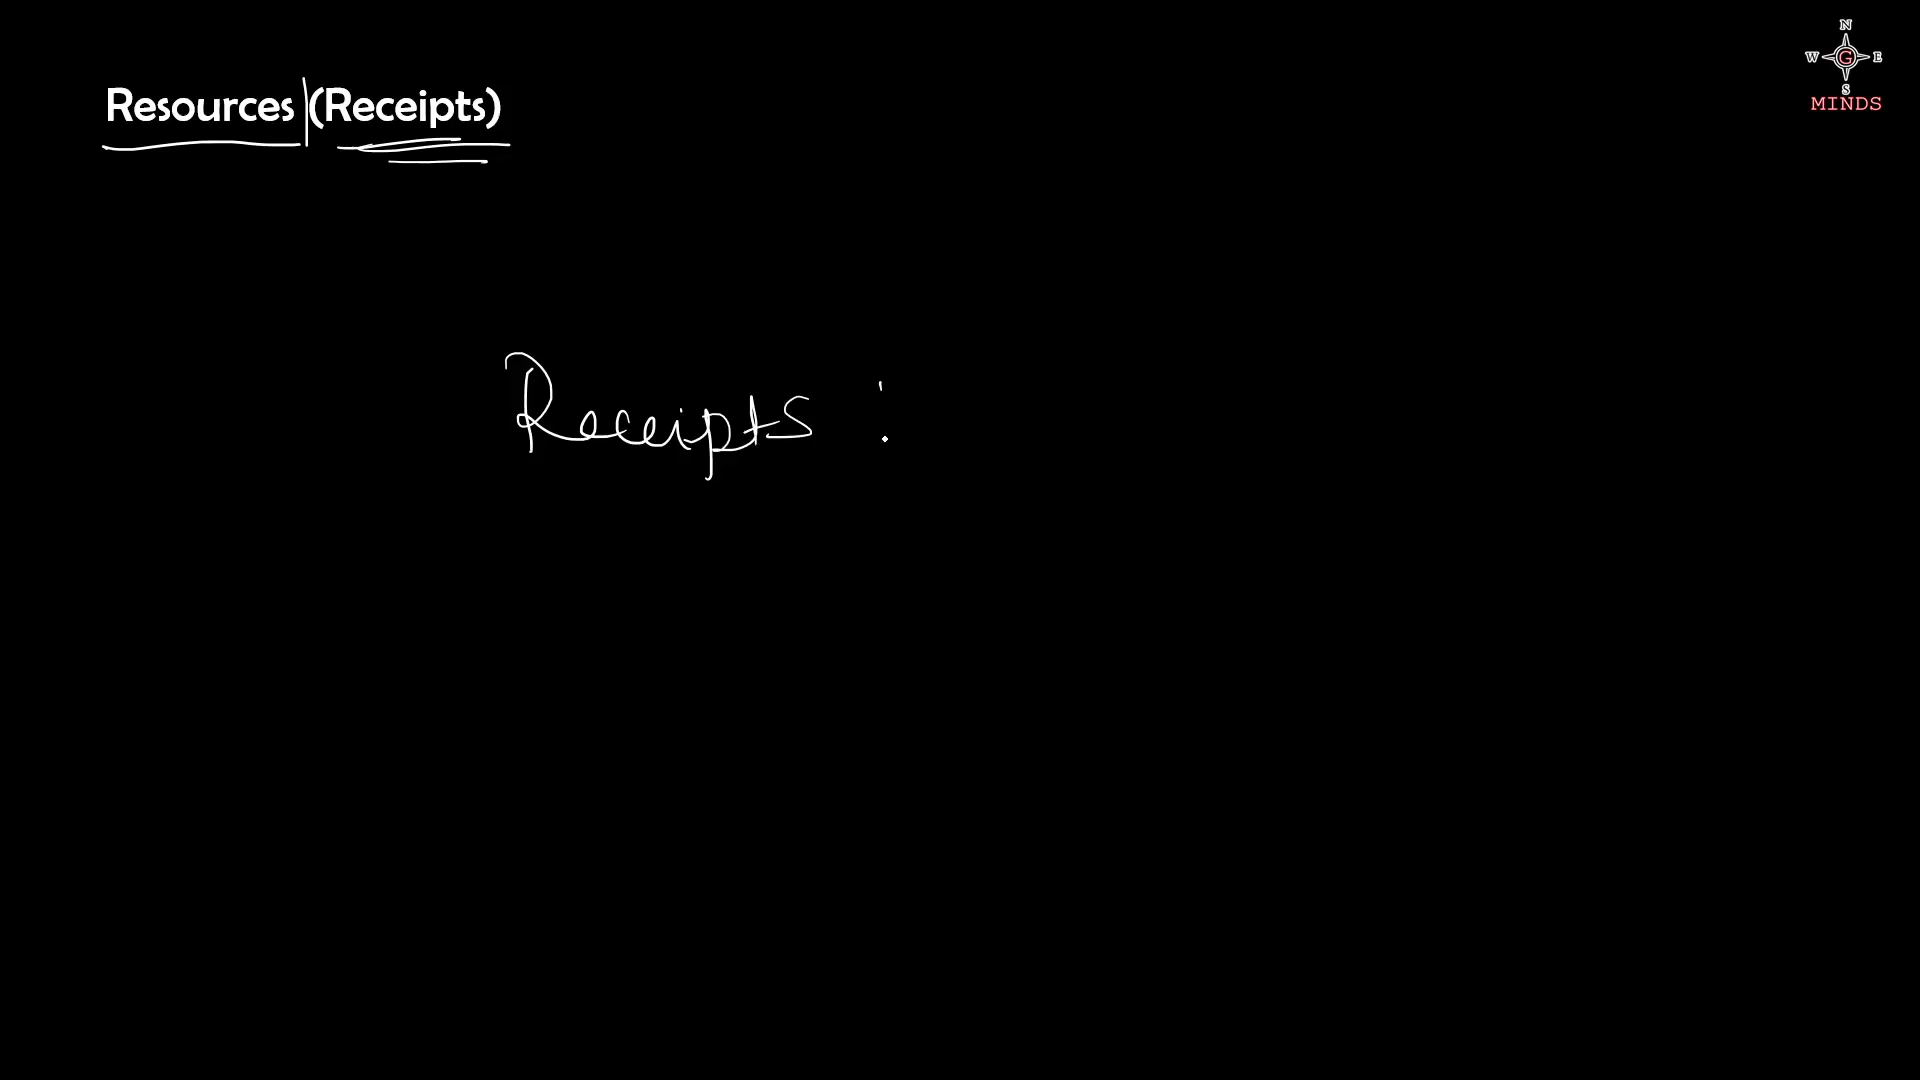 Resources (Receipts)
N
W G E
S
MINDS
Receipts :